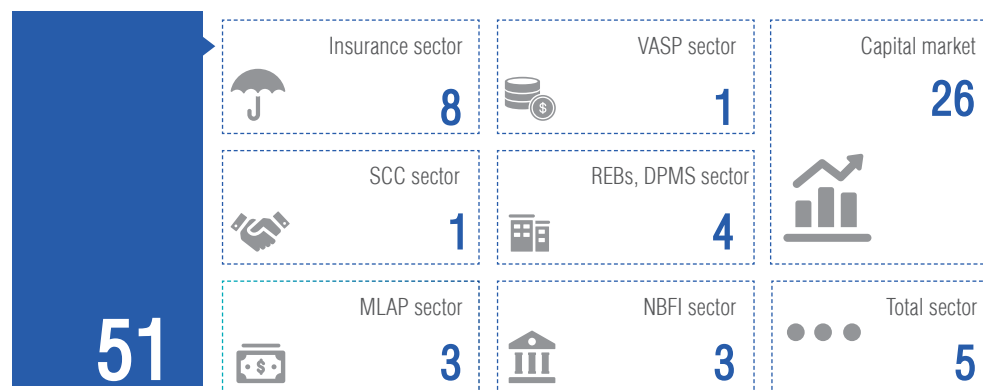 51
Insurance sector
8
VASP sector
1
Capital market
26
SCC sector
1
REBs, DPMS sector
4
MLAP sector
3
NBFI sector
3
Total sector
5